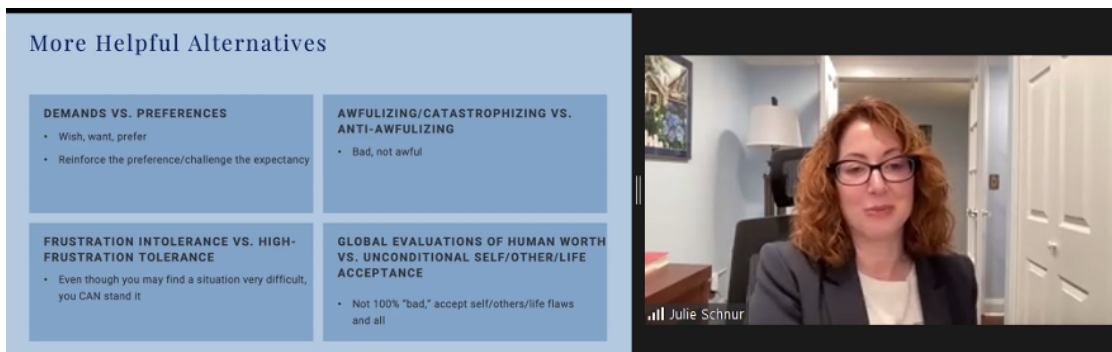 More Helpful Alternatives
DEMANDS VS. PREFERENCES
• Wish, want, prefer
• Reinforce the preference/challenge the expectancy
AWFULIZING/CATASTROPHIZING VS.
ANTI-AWFULIZING
• Bad, not awful
FRUSTRATION INTOLERANCE VS. HIGH-
FRUSTRATION TOLERANCE
• Even though you may find a situation very difficult,
you CAN stand it
GLOBAL EVALUATIONS OF HUMAN WORTH
VS. UNCONDITIONAL SELF/OTHER/LIFE
ACCEPTANCE
• Not 100% "bad," accept self/others/life flaws
and all
Julie Schnur